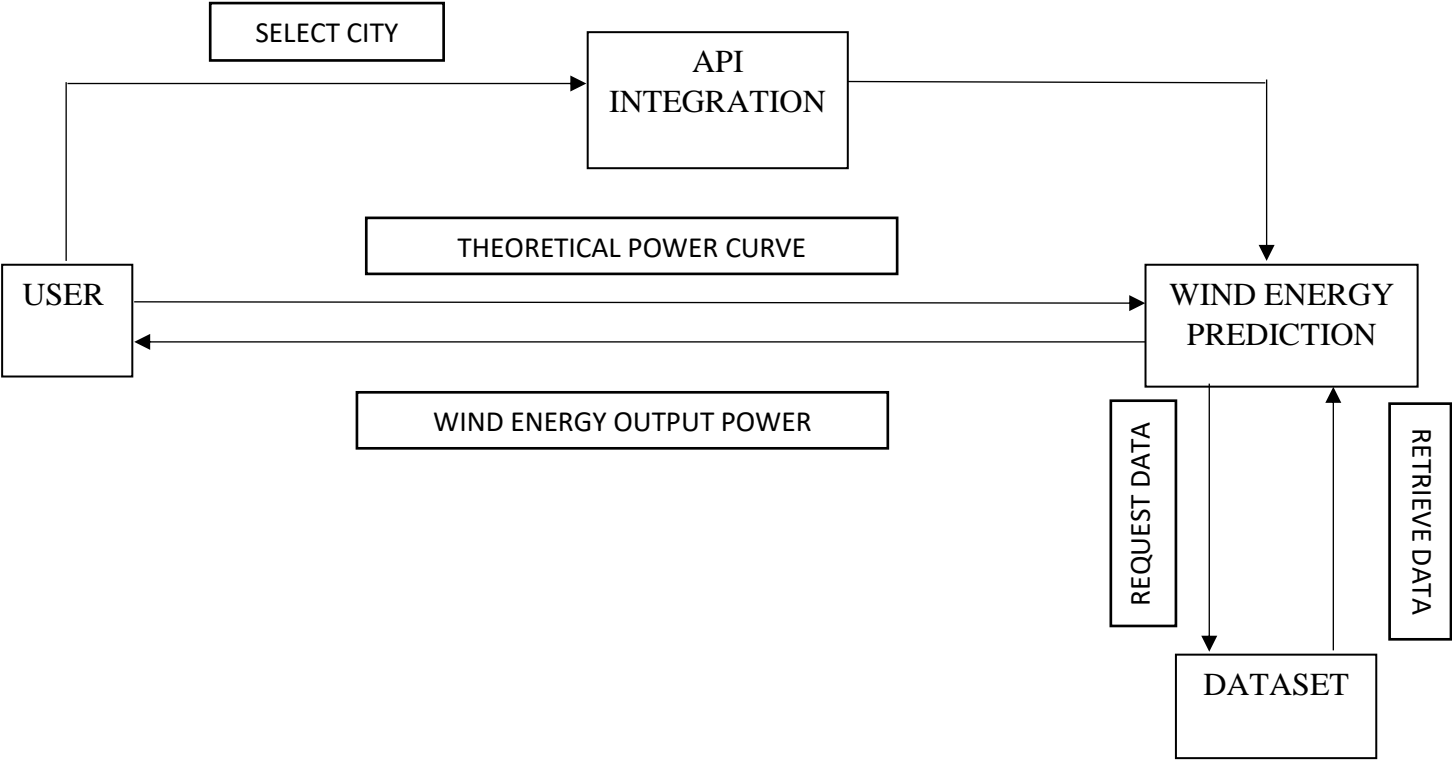 SELECT CITY
API
INTEGRATION
THEORETICAL POWER CURVE
USER
WIND ENERGY
PREDICTION
WIND ENERGY OUTPUT POWER
REQUEST DATA
RETRIEVE DATA
DATASET